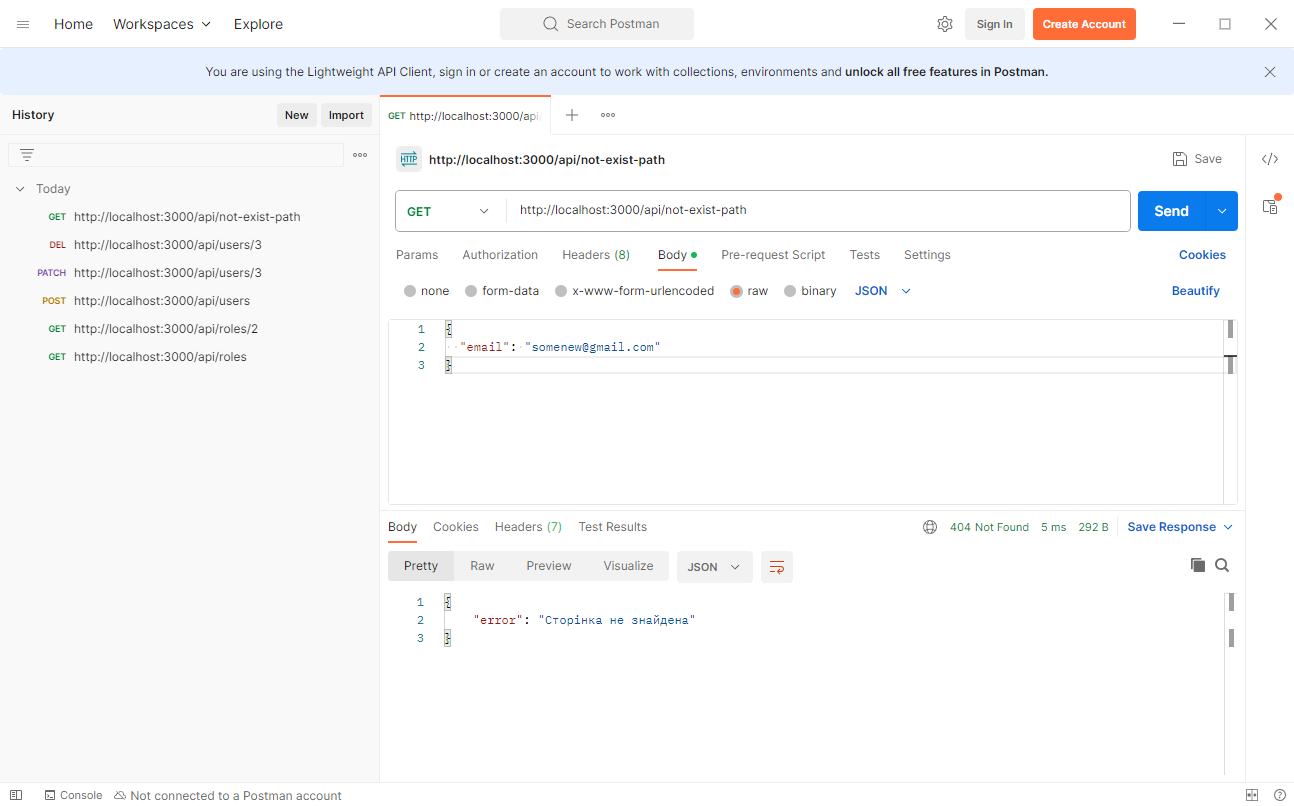 Home Workspaces Explore Search Postman Sign In Create Account
You are using the Lightweight API Client, sign in or create an account to work with collections, environments and unlock all free features in Postman.
History New Import
Today
GET http://localhost:3000/api/not-exist-path
DEL http://localhost:3000/api/users/3
PATCH http://localhost:3000/api/users/3
POST http://localhost:3000/api/users
GET http://localhost:3000/api/roles/2
GET http://localhost:3000/api/roles
GET http://localhost:3000/api
HTTP http://localhost:3000/api/not-exist-path Save
GET http://localhost:3000/api/not-exist-path Send
Params Authorization Headers (8) Body Pre-request Script Tests Settings Cookies
none form-data x-www-form-urlencoded raw binary JSON Beautify
1 {
2 "email": "somenew@gmail.com"
3 }
Body Cookies Headers (7) Test Results 404 Not Found 5 ms 292 B Save Response
Pretty Raw Preview Visualize JSON
1 {
2 "error": "Сторінка не знайдена"
3 }
Console Not connected to a Postman account